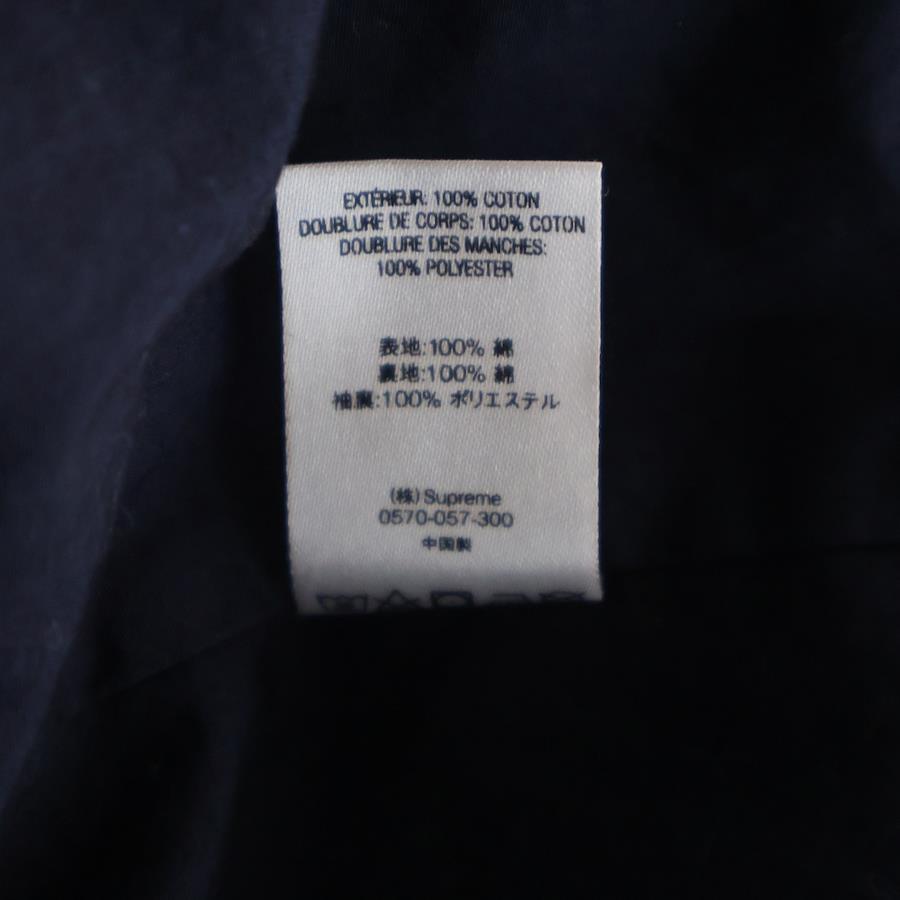 EXTÉRIEUR: 100% COTON
DOUBLURE DE CORPS: 100% COTON
DOUBLURE DES MANCHES:
100% POLYESTER
表地:100% 綿
裏地:100% 綿
袖裏:100% ポリエステル
(株)Supreme
0570-057-300
中国製